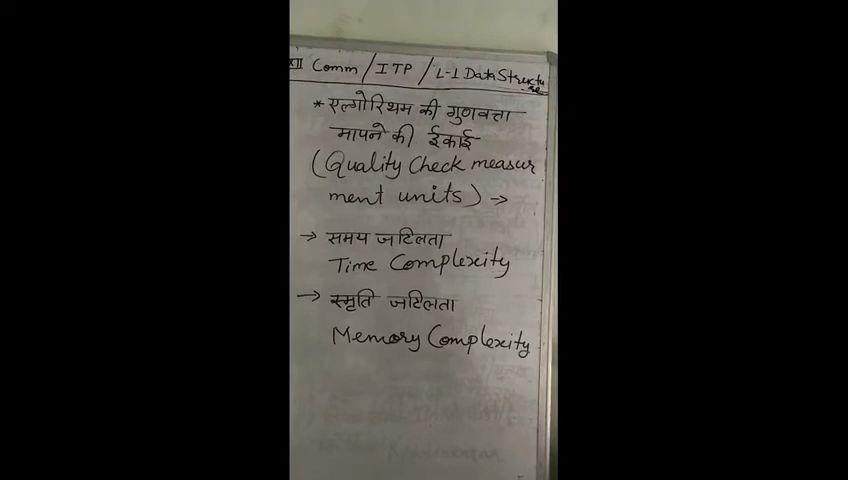 XII Comm / ITP / L-1 Data Structure
* एल्गोरिथम की गुणवत्ता
मापने की ईकाई
(Quality Check measur
ment units) →
→ समय जटिलता
Time Complexity
→ स्मृति जटिलता
Memory Complexity